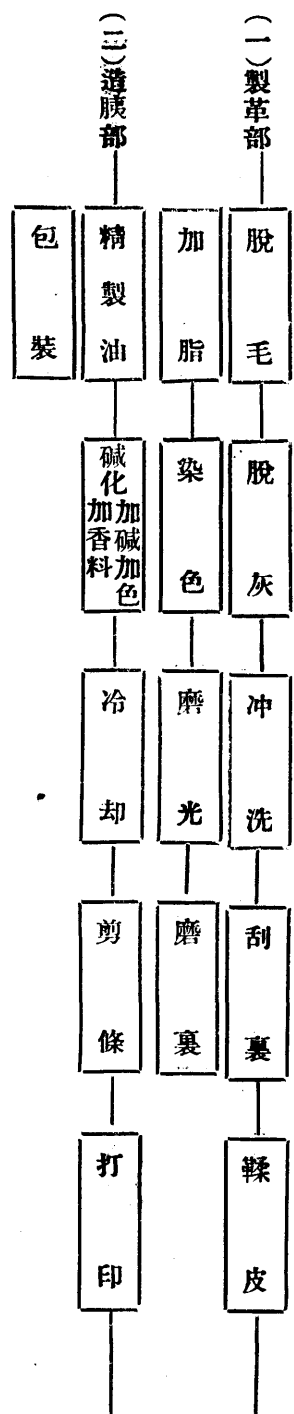 （一）製革部
脫毛
脫灰
冲洗
刮裏
鞣皮
加脂
染色
磨光
磨裏
（二）造胰部
精製油
碱化
加碱加色
加香料
冷却
剪條
打印
包裝